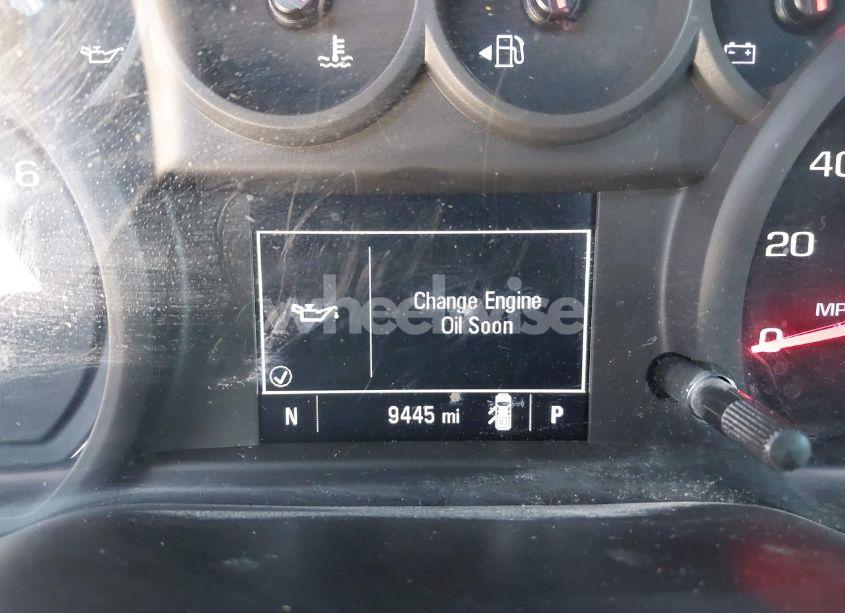 6
40
20
MP
0
wheelwise
Change Engine
Oil Soon
N 9445 mi P